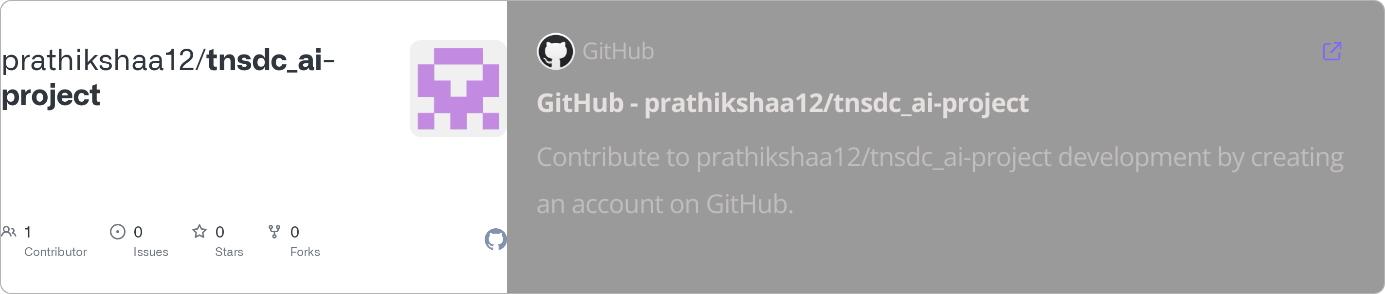 prathikshaa12/tnsdc_ai-
project
1
Contributor
0
Issues
0
Stars
0
Forks
GitHub
GitHub - prathikshaa12/tnsdc_ai-project
Contribute to prathikshaa12/tnsdc_ai-project development by creating
an account on GitHub.